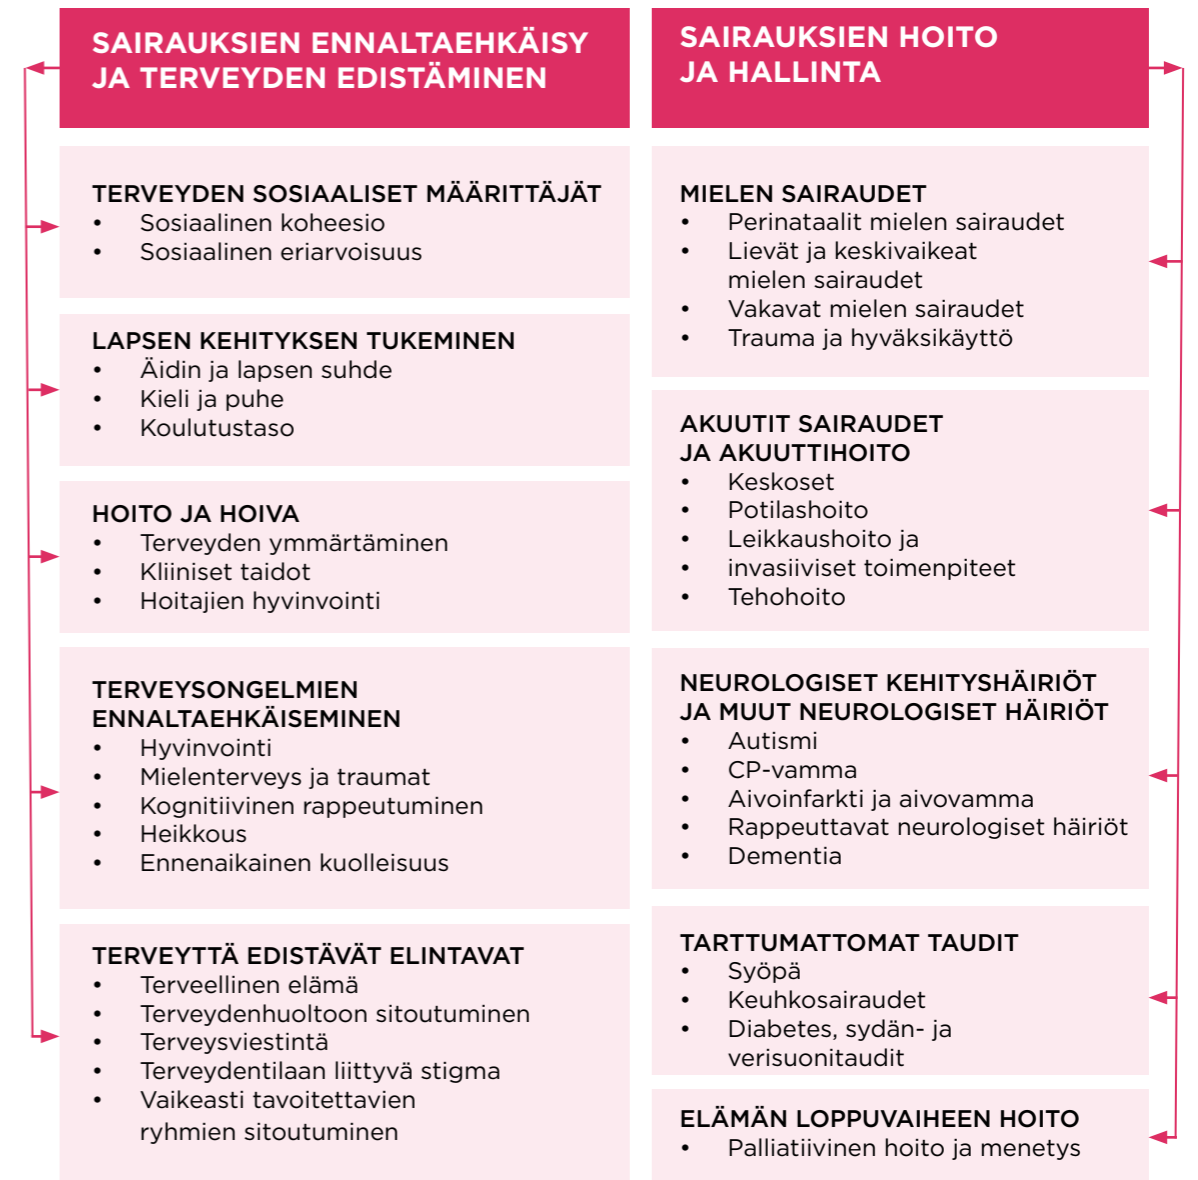 SAIRAUKSIEN ENNALTAEHKÄISY
JA TERVEYDEN EDISTÄMINEN
TERVEYDEN SOSIAALISET MÄÄRITTÄJÄT
• Sosiaalinen koheesio
• Sosiaalinen eriarvoisuus
LAPSEN KEHITYKSEN TUKEMINEN
• Äidin ja lapsen suhde
• Kieli ja puhe
• Koulutustaso
HOITO JA HOIVA
• Terveyden ymmärtäminen
• Kliiniset taidot
• Hoitajien hyvinvointi
TERVEYSONGELMIEN
ENNALTAEHKÄISEMINEN
• Hyvinvointi
• Mielenterveys ja traumat
• Kognitiivinen rappeutuminen
• Heikkous
• Ennenaikainen kuolleisuus
TERVEYTTÄ EDISTÄVÄT ELINTAVAT
• Terveellinen elämä
• Terveydenhuoltoon sitoutuminen
• Terveysviestintä
• Terveydentilaan liittyvä stigma
• Vaikeasti tavoitettavien
ryhmien sitoutuminen
SAIRAUKSIEN HOITO
JA HALLINTA
MIELEN SAIRAUDET
• Perinataalit mielen sairaudet
• Lievät ja keskivaikeat
mielen sairaudet
• Vakavat mielen sairaudet
• Trauma ja hyväksikäyttö
AKUUTIT SAIRAUDET
JA AKUUTTIHOITO
• Keskoset
• Potilashoito
• Leikkaushoito ja
• invasiiviset toimenpiteet
• Tehohoito
NEUROLOGISET KEHITYSHÄIRIÖT
JA MUUT NEUROLOGISET HÄIRIÖT
• Autismi
• CP-vamma
• Aivoinfarkti ja aivovamma
• Rappeuttavat neurologiset häiriöt
• Dementia
TARTTUMATTOMAT TAUDIT
• Syöpä
• Keuhkosairaudet
• Diabetes, sydän- ja
verisuonitaudit
ELÄMÄN LOPPUVAIHEEN HOITO
• Palliatiivinen hoito ja menetys